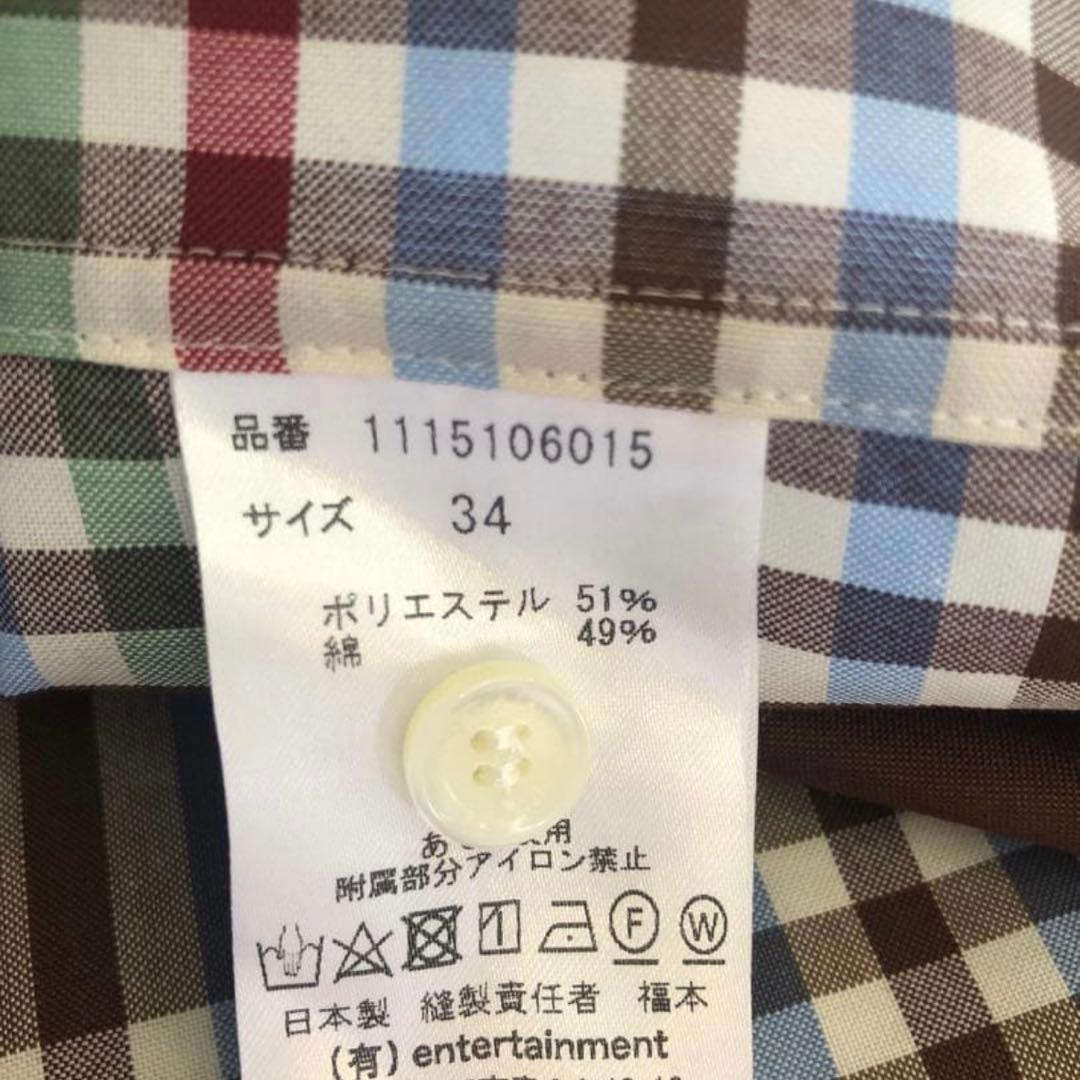 品番 1115106015
サイズ 34
ポリエステル 51%
綿 49%
附属部分アイロン禁止
F W
日本製 縫製責任者 福本
(有) entertainment